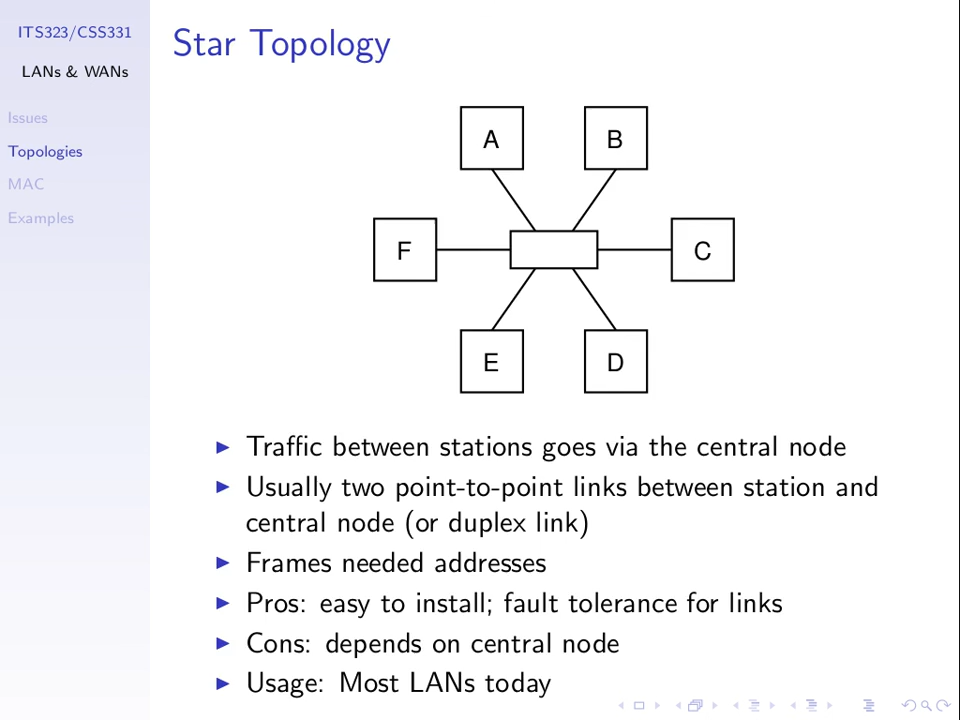 ITS323/CSS331
LANs & WANs
Issues
Topologies
MAC
Examples
Star Topology
A
B
F
C
E
D
Traffic between stations goes via the central node
Usually two point-to-point links between station and
central node (or duplex link)
Frames needed addresses
Pros: easy to install; fault tolerance for links
Cons: depends on central node
Usage: Most LANs today